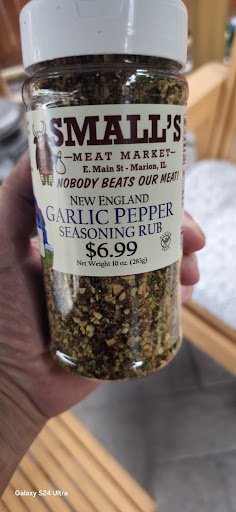 SMALL'S
MEAT MARKET
E. Main St - Marion, IL
NOBODY BEATS OUR MEAT!
NEW ENGLAND
GARLIC PEPPER
SEASONING RUB
$6.99
Net Weight 10 oz. (283g)
Galaxy S24 Ultra